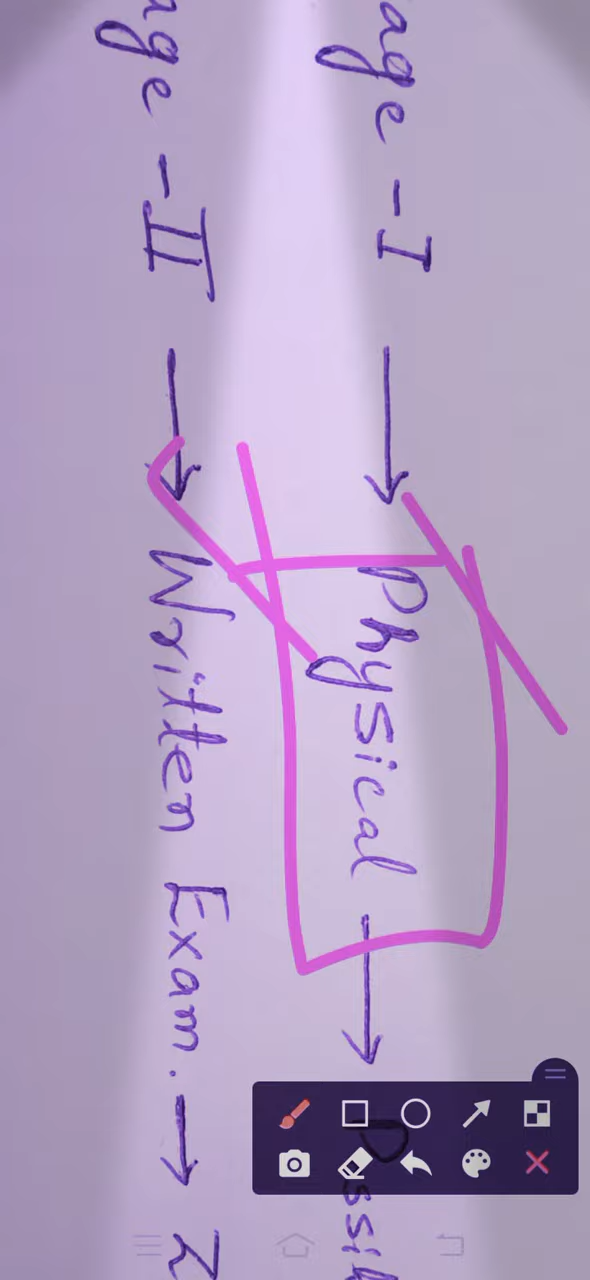 age - I → Physical →
age - II → Written Exam. →